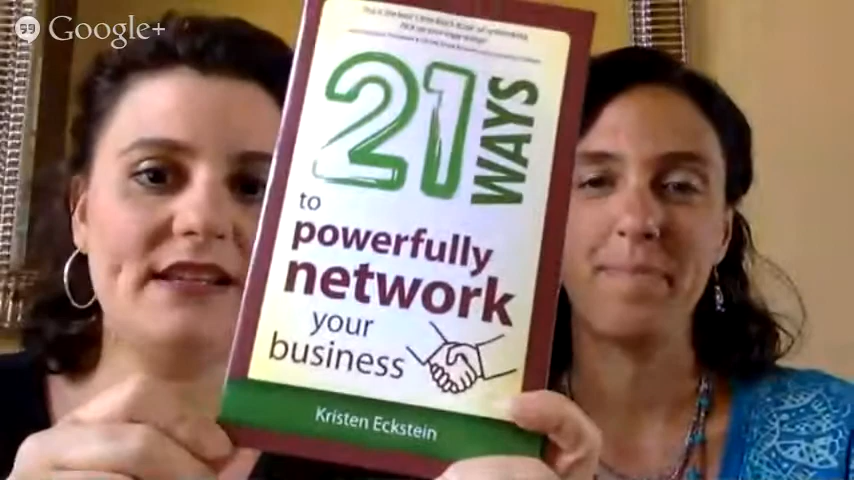 Google+
21
WAYS
to
powerfully
network
your
business
Kristen Eckstein